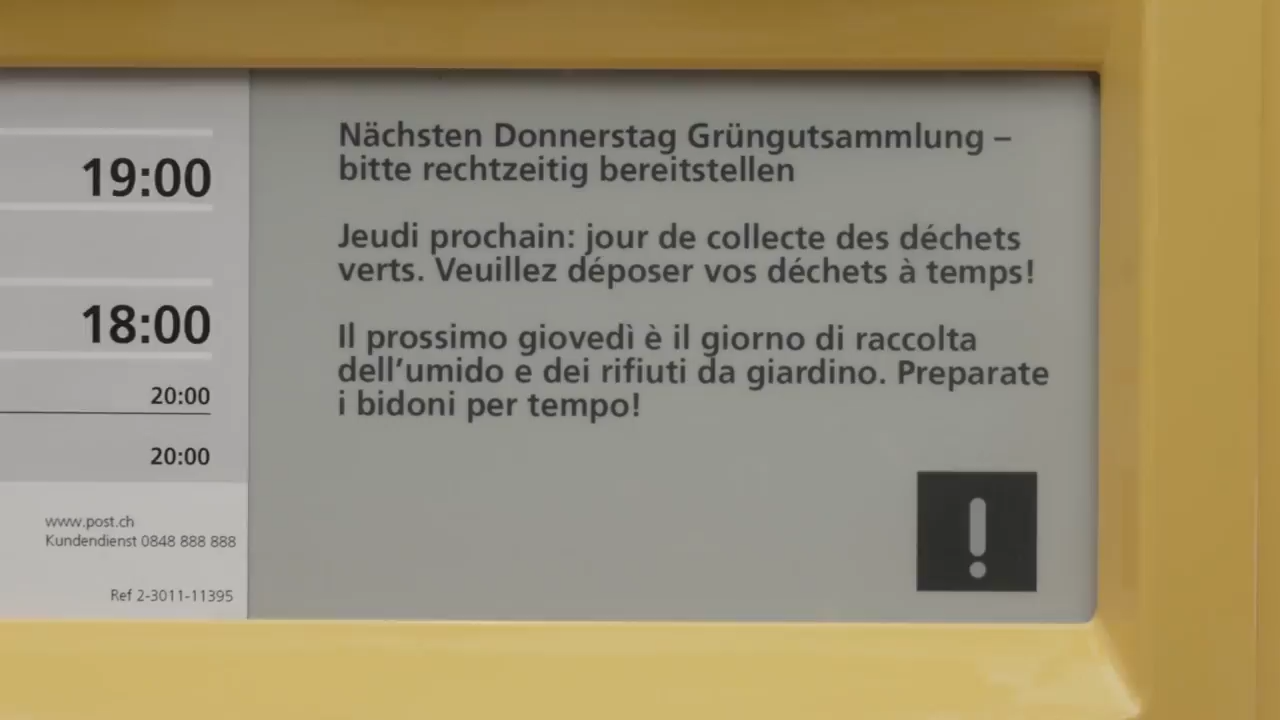 19:00
18:00
20:00
20:00
www.post.ch
Kundendienst 0848 888 888
Ref 2-3011-11395
Nächsten Donnerstag Grüngutsammlung –
bitte rechtzeitig bereitstellen
Jeudi prochain: jour de collecte des déchets
verts. Veuillez déposer vos déchets à temps!
Il prossimo giovedì è il giorno di raccolta
dell’umido e dei rifiuti da giardino. Preparate
i bidoni per tempo!
!